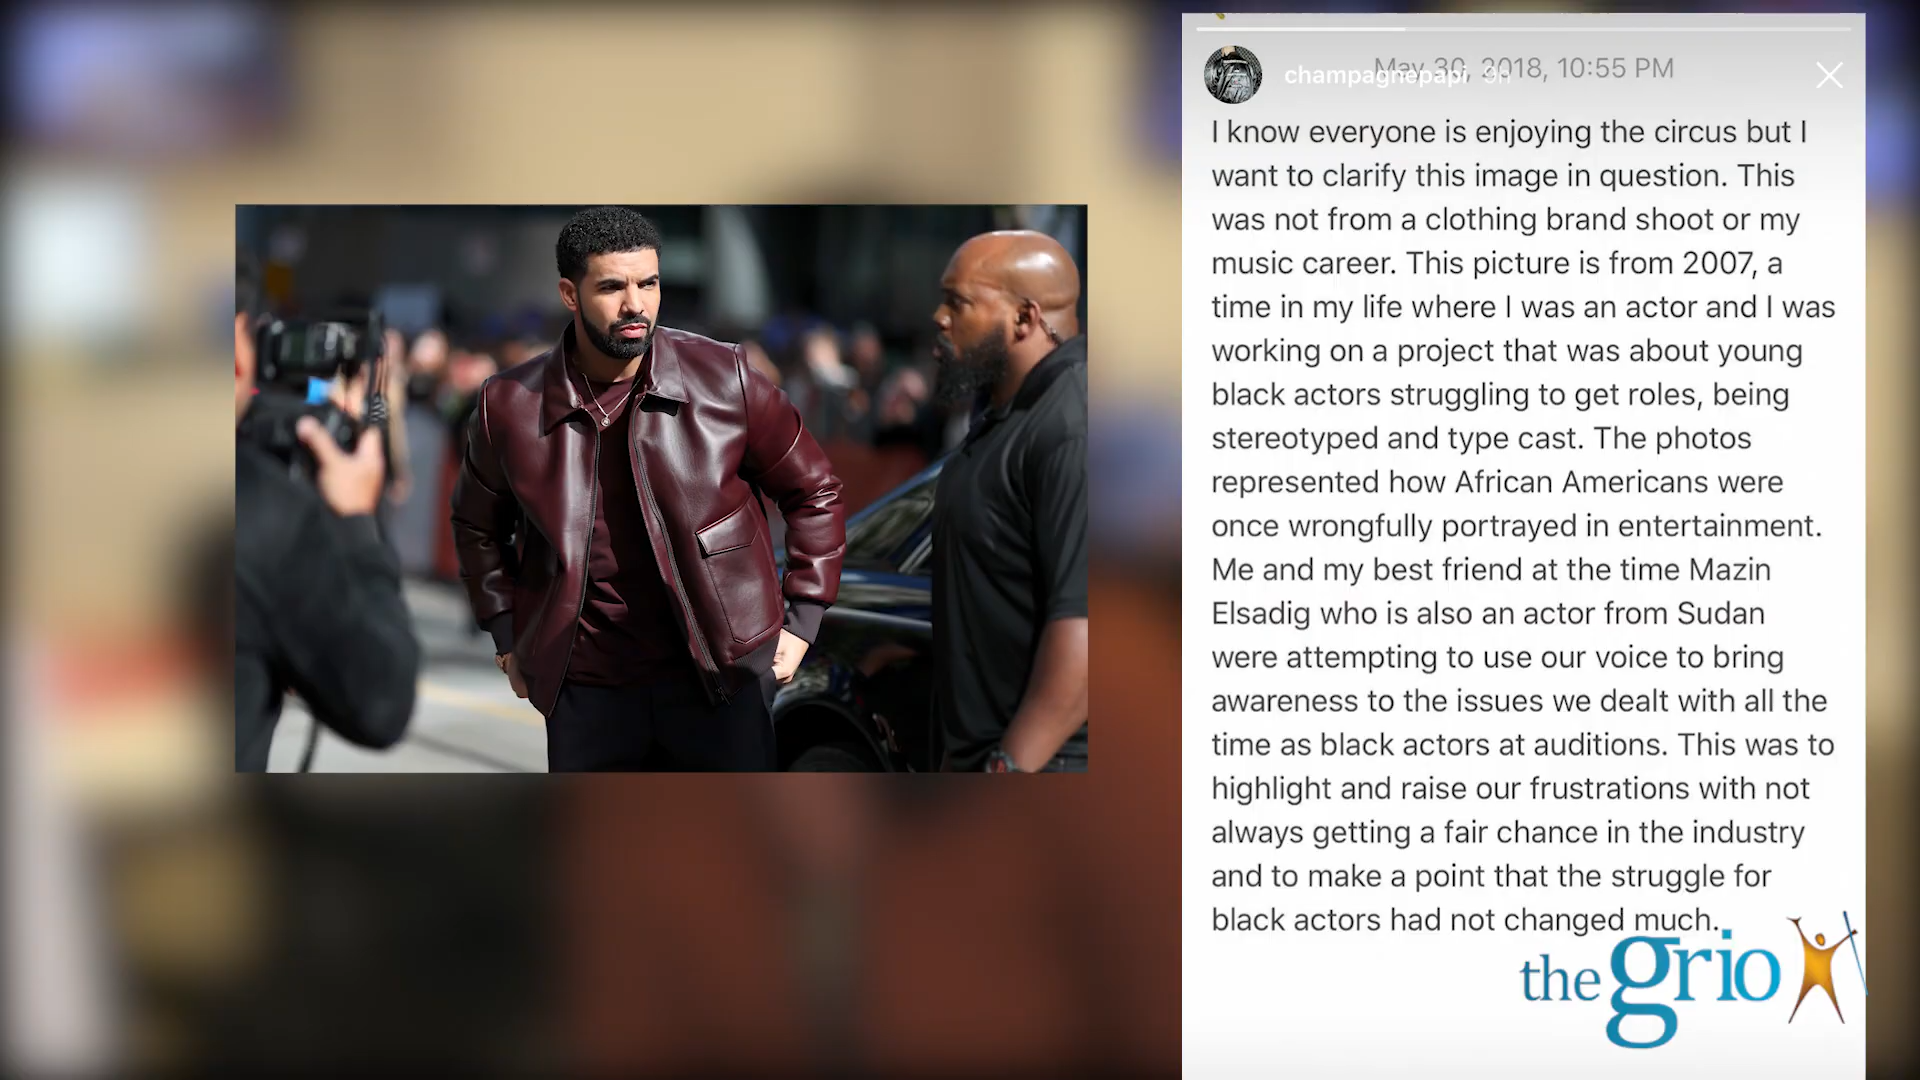 May 30, 2018, 10:55 PM
champagnepapi 9h
I know everyone is enjoying the circus but I
want to clarify this image in question. This
was not from a clothing brand shoot or my
music career. This picture is from 2007, a
time in my life where I was an actor and I was
working on a project that was about young
black actors struggling to get roles, being
stereotyped and type cast. The photos
represented how African Americans were
once wrongfully portrayed in entertainment.
Me and my best friend at the time Mazin
Elsadig who is also an actor from Sudan
were attempting to use our voice to bring
awareness to the issues we dealt with all the
time as black actors at auditions. This was to
highlight and raise our frustrations with not
always getting a fair chance in the industry
and to make a point that the struggle for
black actors had not changed much.
thegrio